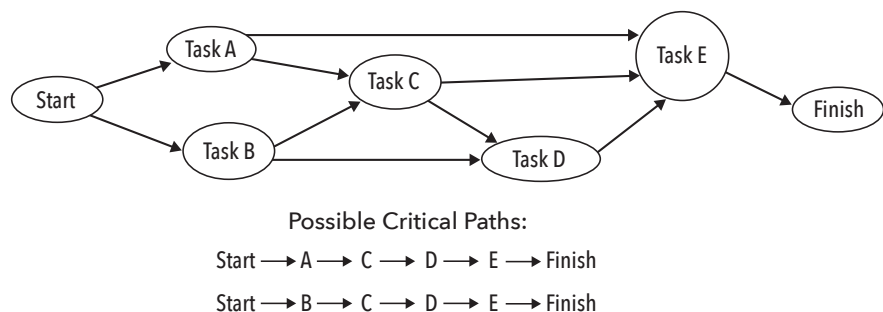 Task A
Task E
Task C
Start
Finish
Task B
Task D
Possible Critical Paths:
Start → A → C → D → E → Finish
Start → B → C → D → E → Finish